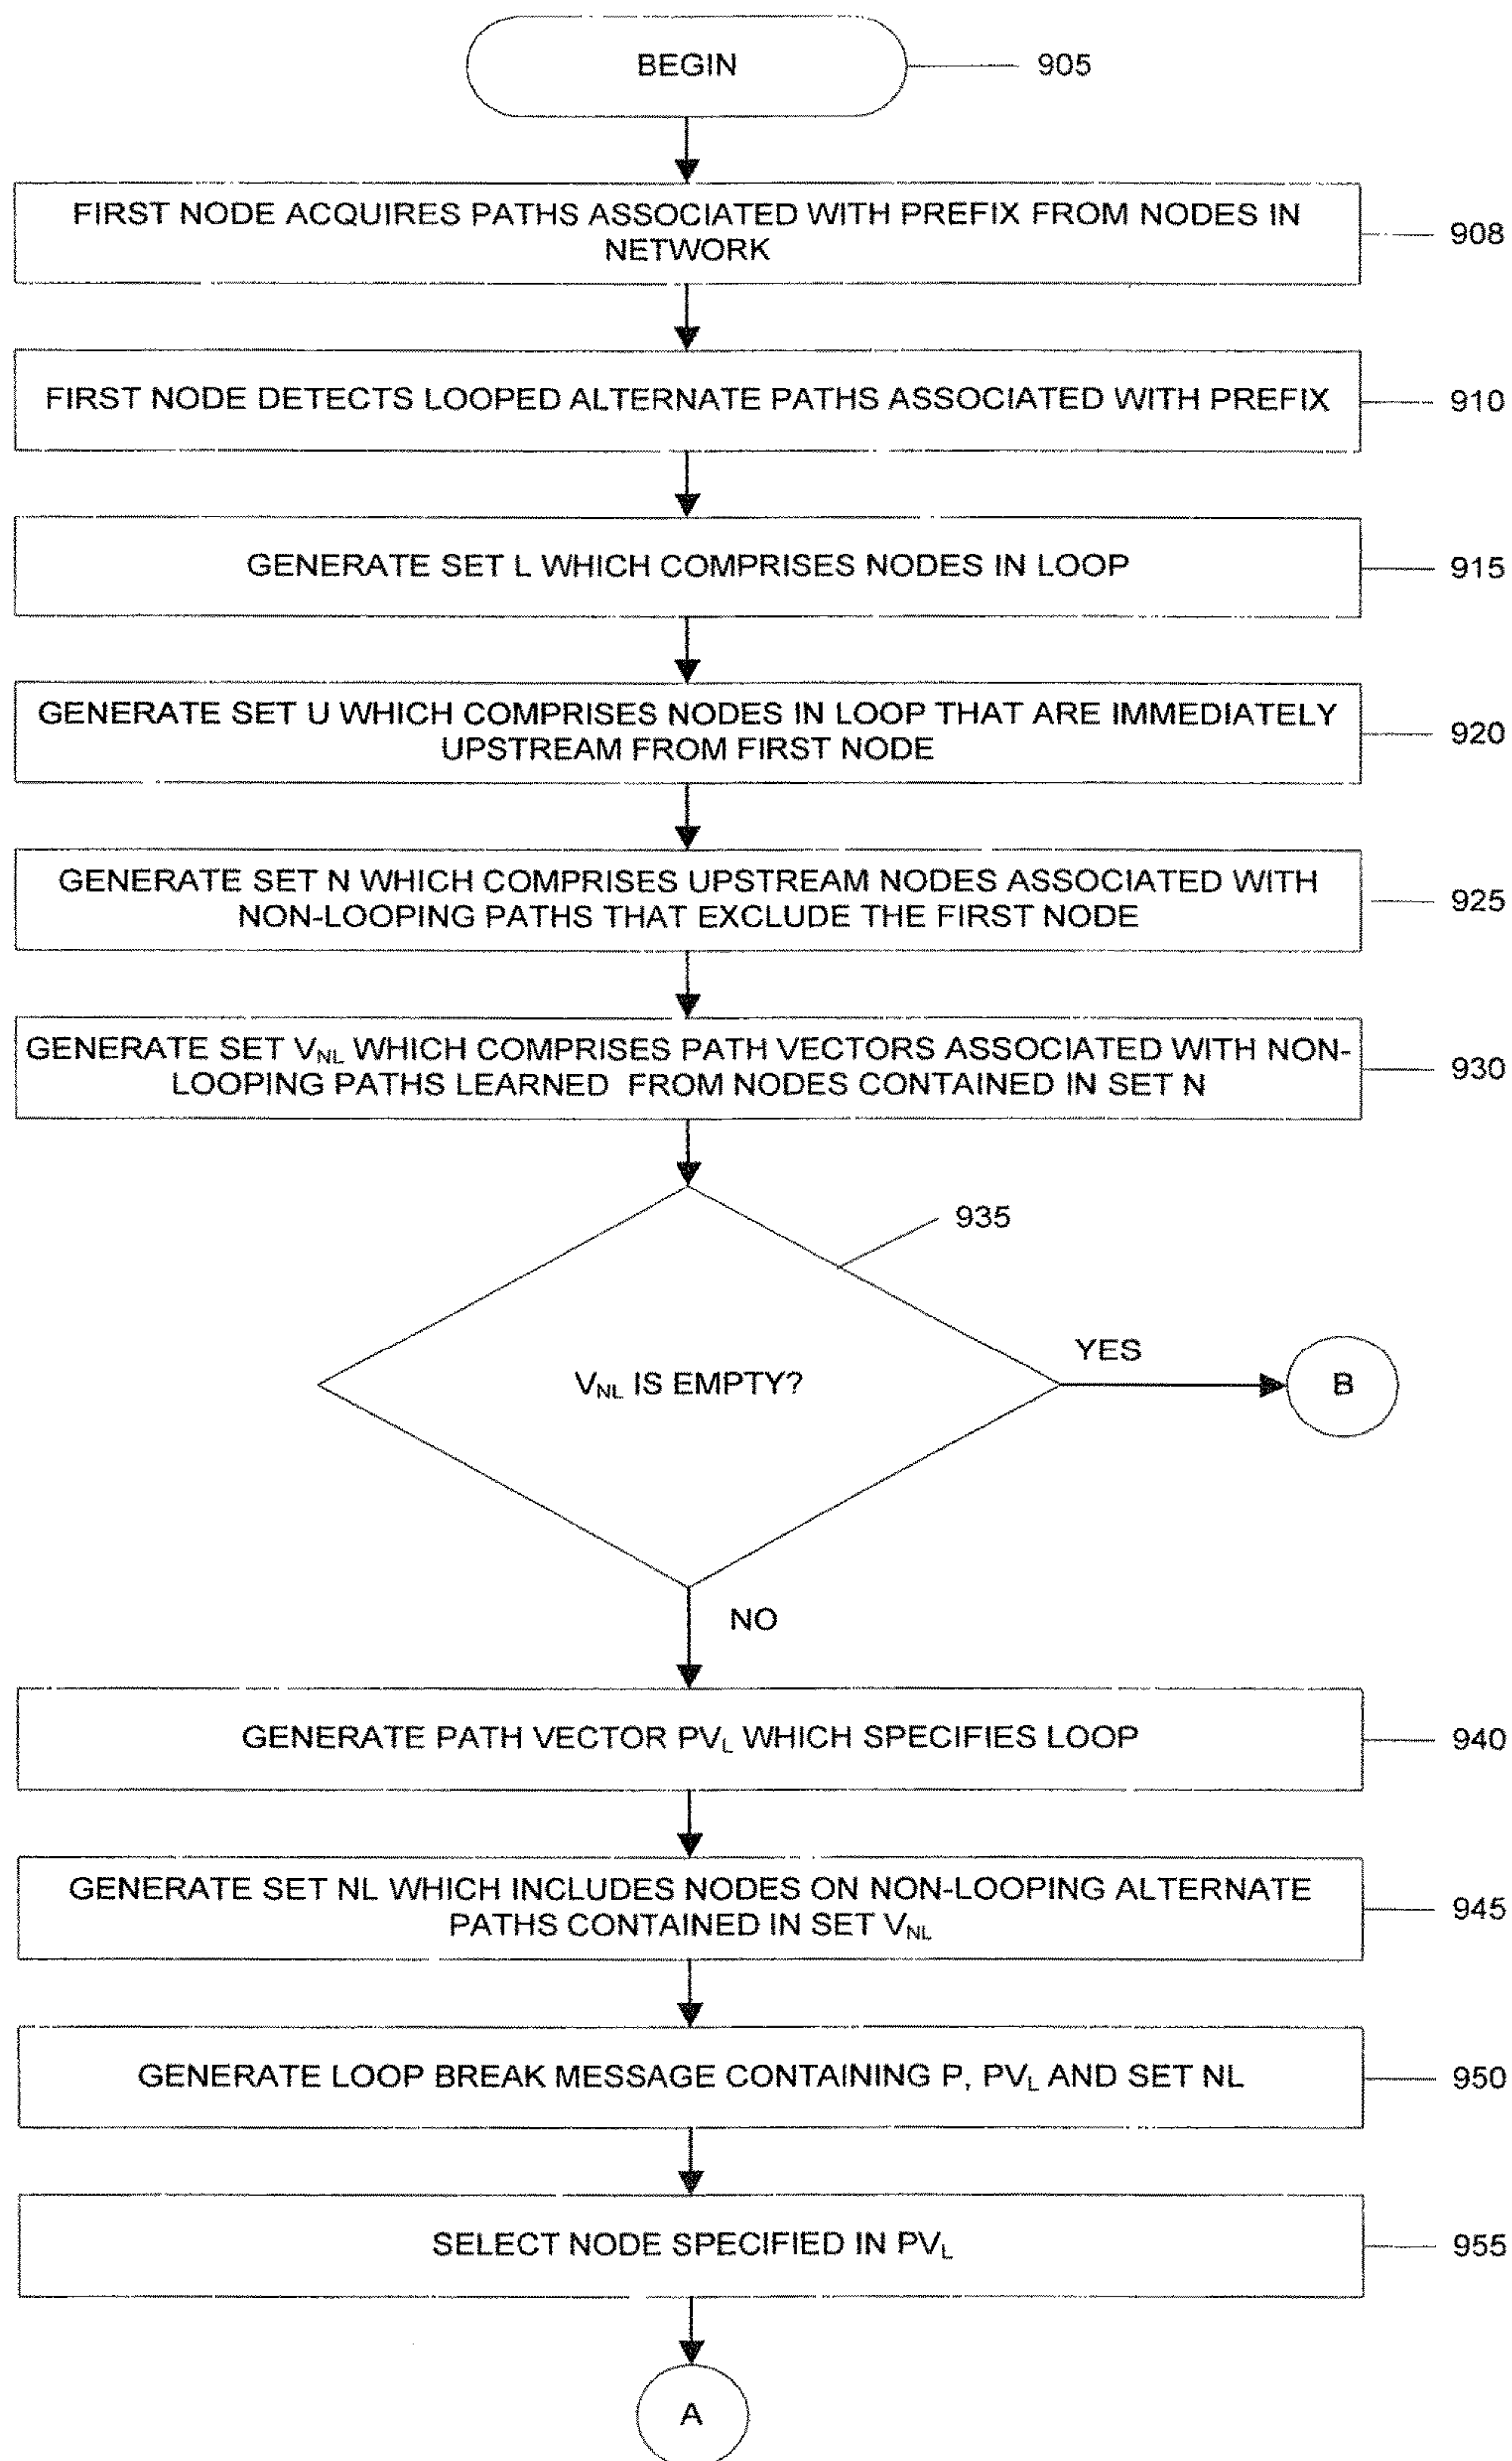 BEGIN
905
FIRST NODE ACQUIRES PATHS ASSOCIATED WITH PREFIX FROM NODES IN
NETWORK
908
FIRST NODE DETECTS LOOPED ALTERNATE PATHS ASSOCIATED WITH PREFIX
910
GENERATE SET L WHICH COMPRISES NODES IN LOOP
915
GENERATE SET U WHICH COMPRISES NODES IN LOOP THAT ARE IMMEDIATELY
UPSTREAM FROM FIRST NODE
920
GENERATE SET N WHICH COMPRISES UPSTREAM NODES ASSOCIATED WITH
NON-LOOPING PATHS THAT EXCLUDE THE FIRST NODE
925
GENERATE SET VNL WHICH COMPRISES PATH VECTORS ASSOCIATED WITH NON-
LOOPING PATHS LEARNED FROM NODES CONTAINED IN SET N
930
935
YES
VNL IS EMPTY?
B
NO
GENERATE PATH VECTOR PVL WHICH SPECIFIES LOOP
940
GENERATE SET NL WHICH INCLUDES NODES ON NON-LOOPING ALTERNATE
PATHS CONTAINED IN SET VNL
945
GENERATE LOOP BREAK MESSAGE CONTAINING P, PVL AND SET NL
950
SELECT NODE SPECIFIED IN PVL
955
A